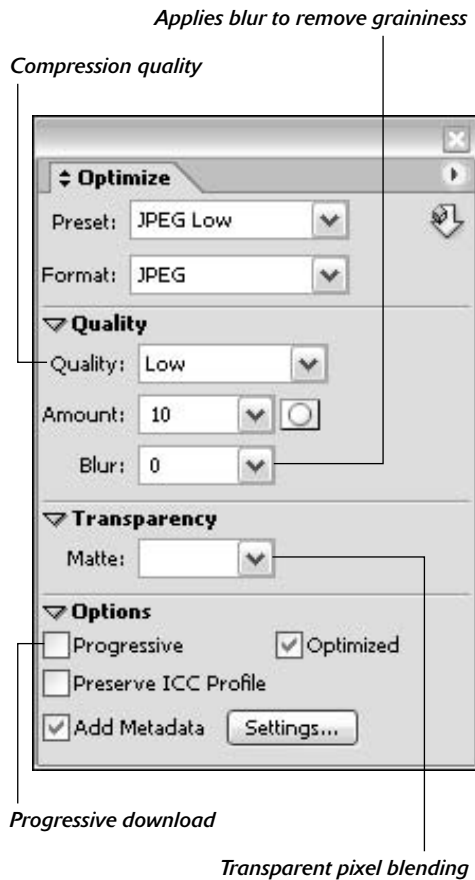 Applies blur to remove graininess
Compression quality
Optimize
Preset: JPEG Low
Format: JPEG
Quality
Quality: Low
Amount: 10
Blur: 0
Transparency
Matte:
Options
Progressive Optimized
Preserve ICC Profile
Add Metadata Settings...
Progressive download
Transparent pixel blending